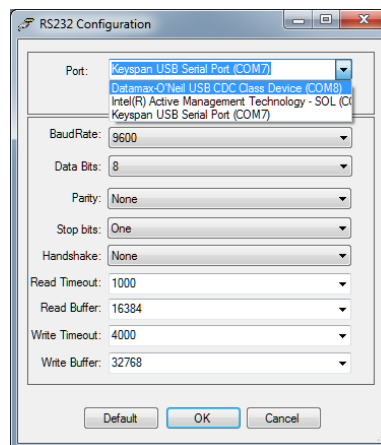 RS232 Configuration
Port: Keyspan USB Serial Port (COM7)
Datamax-O'Neil USB CDC Class Device (COM8)
Intel(R) Active Management Technology - SOL (CO
Keyspan USB Serial Port (COM7)
BaudRate: 9600
Data Bits: 8
Parity: None
Stop bits: One
Handshake: None
Read Timeout: 1000
Read Buffer: 16384
Write Timeout: 4000
Write Buffer: 32768
Default OK Cancel